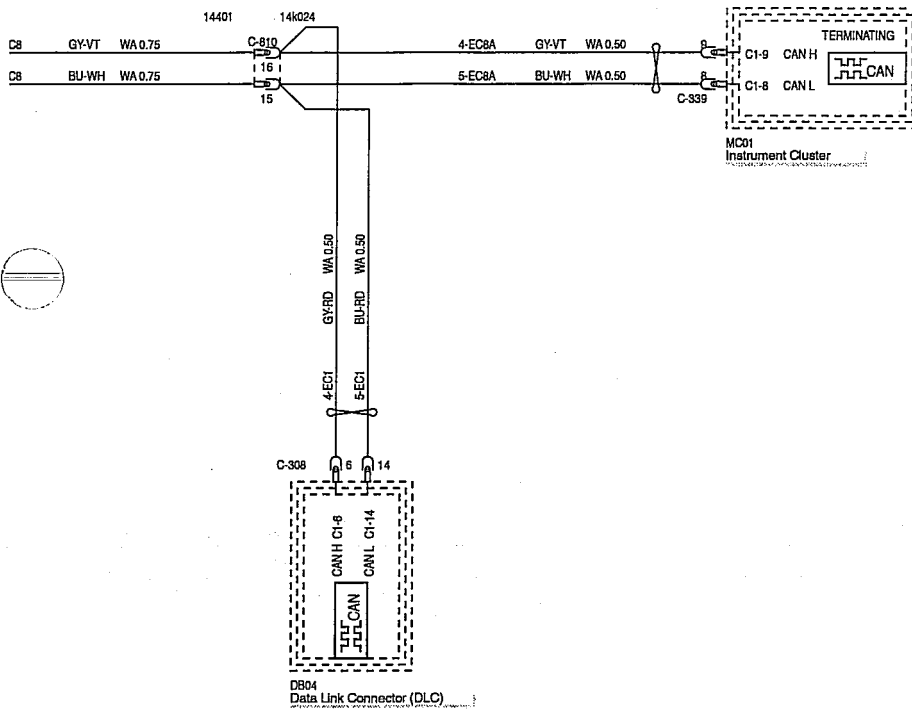 14401 14k024
C8 GY-VT WA 0.75 C-810 4-EC8A GY-VT WA 0.50 9 C1-9 CAN H TERMINATING
CAN
16
C8 BU-WH WA 0.75 5-EC8A BU-WH WA 0.50 8 C1-8 CAN L
15 C-339
MC01
Instrument Cluster
4-EC1 GY-RD WA 0.50
5-EC1 BU-RD WA 0.50
C-308 6 14
CAN H C1-6
CAN L C1-14
CAN
DB04
Data Link Connector (DLC)